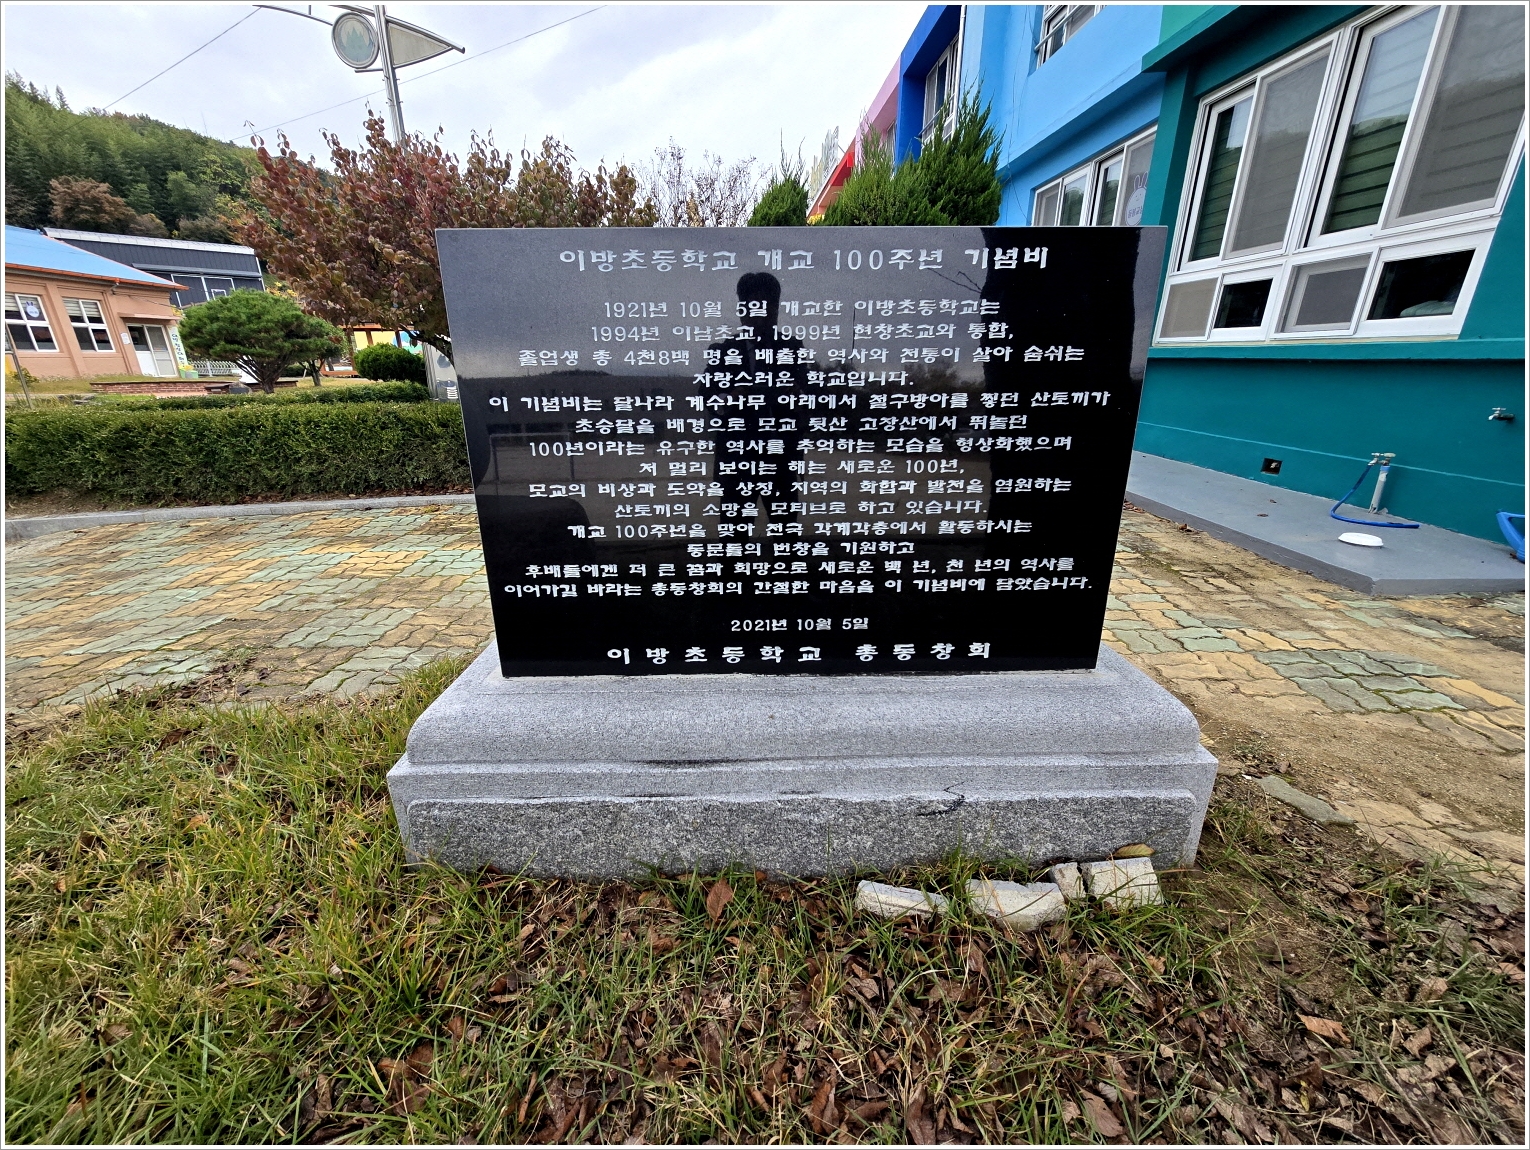 이방초등학교 개교 100주년 기념비
1921년 10월 5일 개교한 이방초등학교는
1994년 이남초교, 1999년 현창초교와 통합,
졸업생 총 4천8백 명을 배출한 역사와 전통이 살아 숨쉬는
자랑스러운 학교입니다.
이 기념비는 달나라 계수나무 아래에서 절구방아를 찧던 산토끼가
초승달을 배경으로 모교 뒷산 고장산에서 뛰놀던
100년이라는 유구한 역사를 추억하는 모습을 형상화했으며
저 멀리 보이는 해는 새로운 100년,
모교의 비상과 도약을 상징, 지역의 화합과 발전을 염원하는
산토끼의 소망을 모티브로 하고 있습니다.
개교 100주년을 맞아 전국 각계각층에서 활동하시는
동문들의 번창을 기원하고
후배들에겐 더 큰 꿈과 희망으로 새로운 백 년, 천 년의 역사를
이어가길 바라는 총동창회의 간절한 마음을 이 기념비에 담았습니다.
2021년 10월 5일
이방초등학교 총동창회